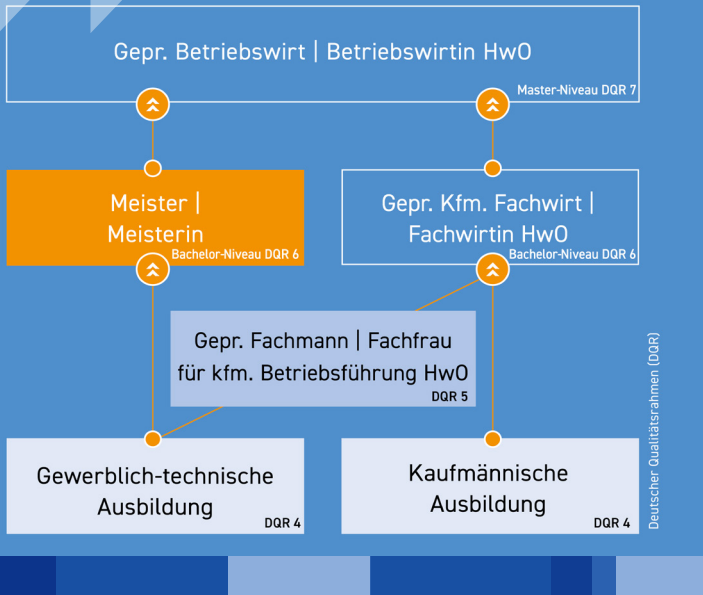 Gepr. Betriebswirt | Betriebswirtin HwO
Master-Niveau DQR 7
Meister |
Meisterin
Bachelor-Niveau DQR 6
Gepr. Kfm. Fachwirt |
Fachwirtin HwO
Bachelor-Niveau DQR 6
Gepr. Fachmann | Fachfrau
für kfm. Betriebsführung HwO
DQR 5
Gewerblich-technische
Ausbildung
DQR 4
Kaufmännische
Ausbildung
DQR 4
Deutscher Qualitätsrahmen (DQR)